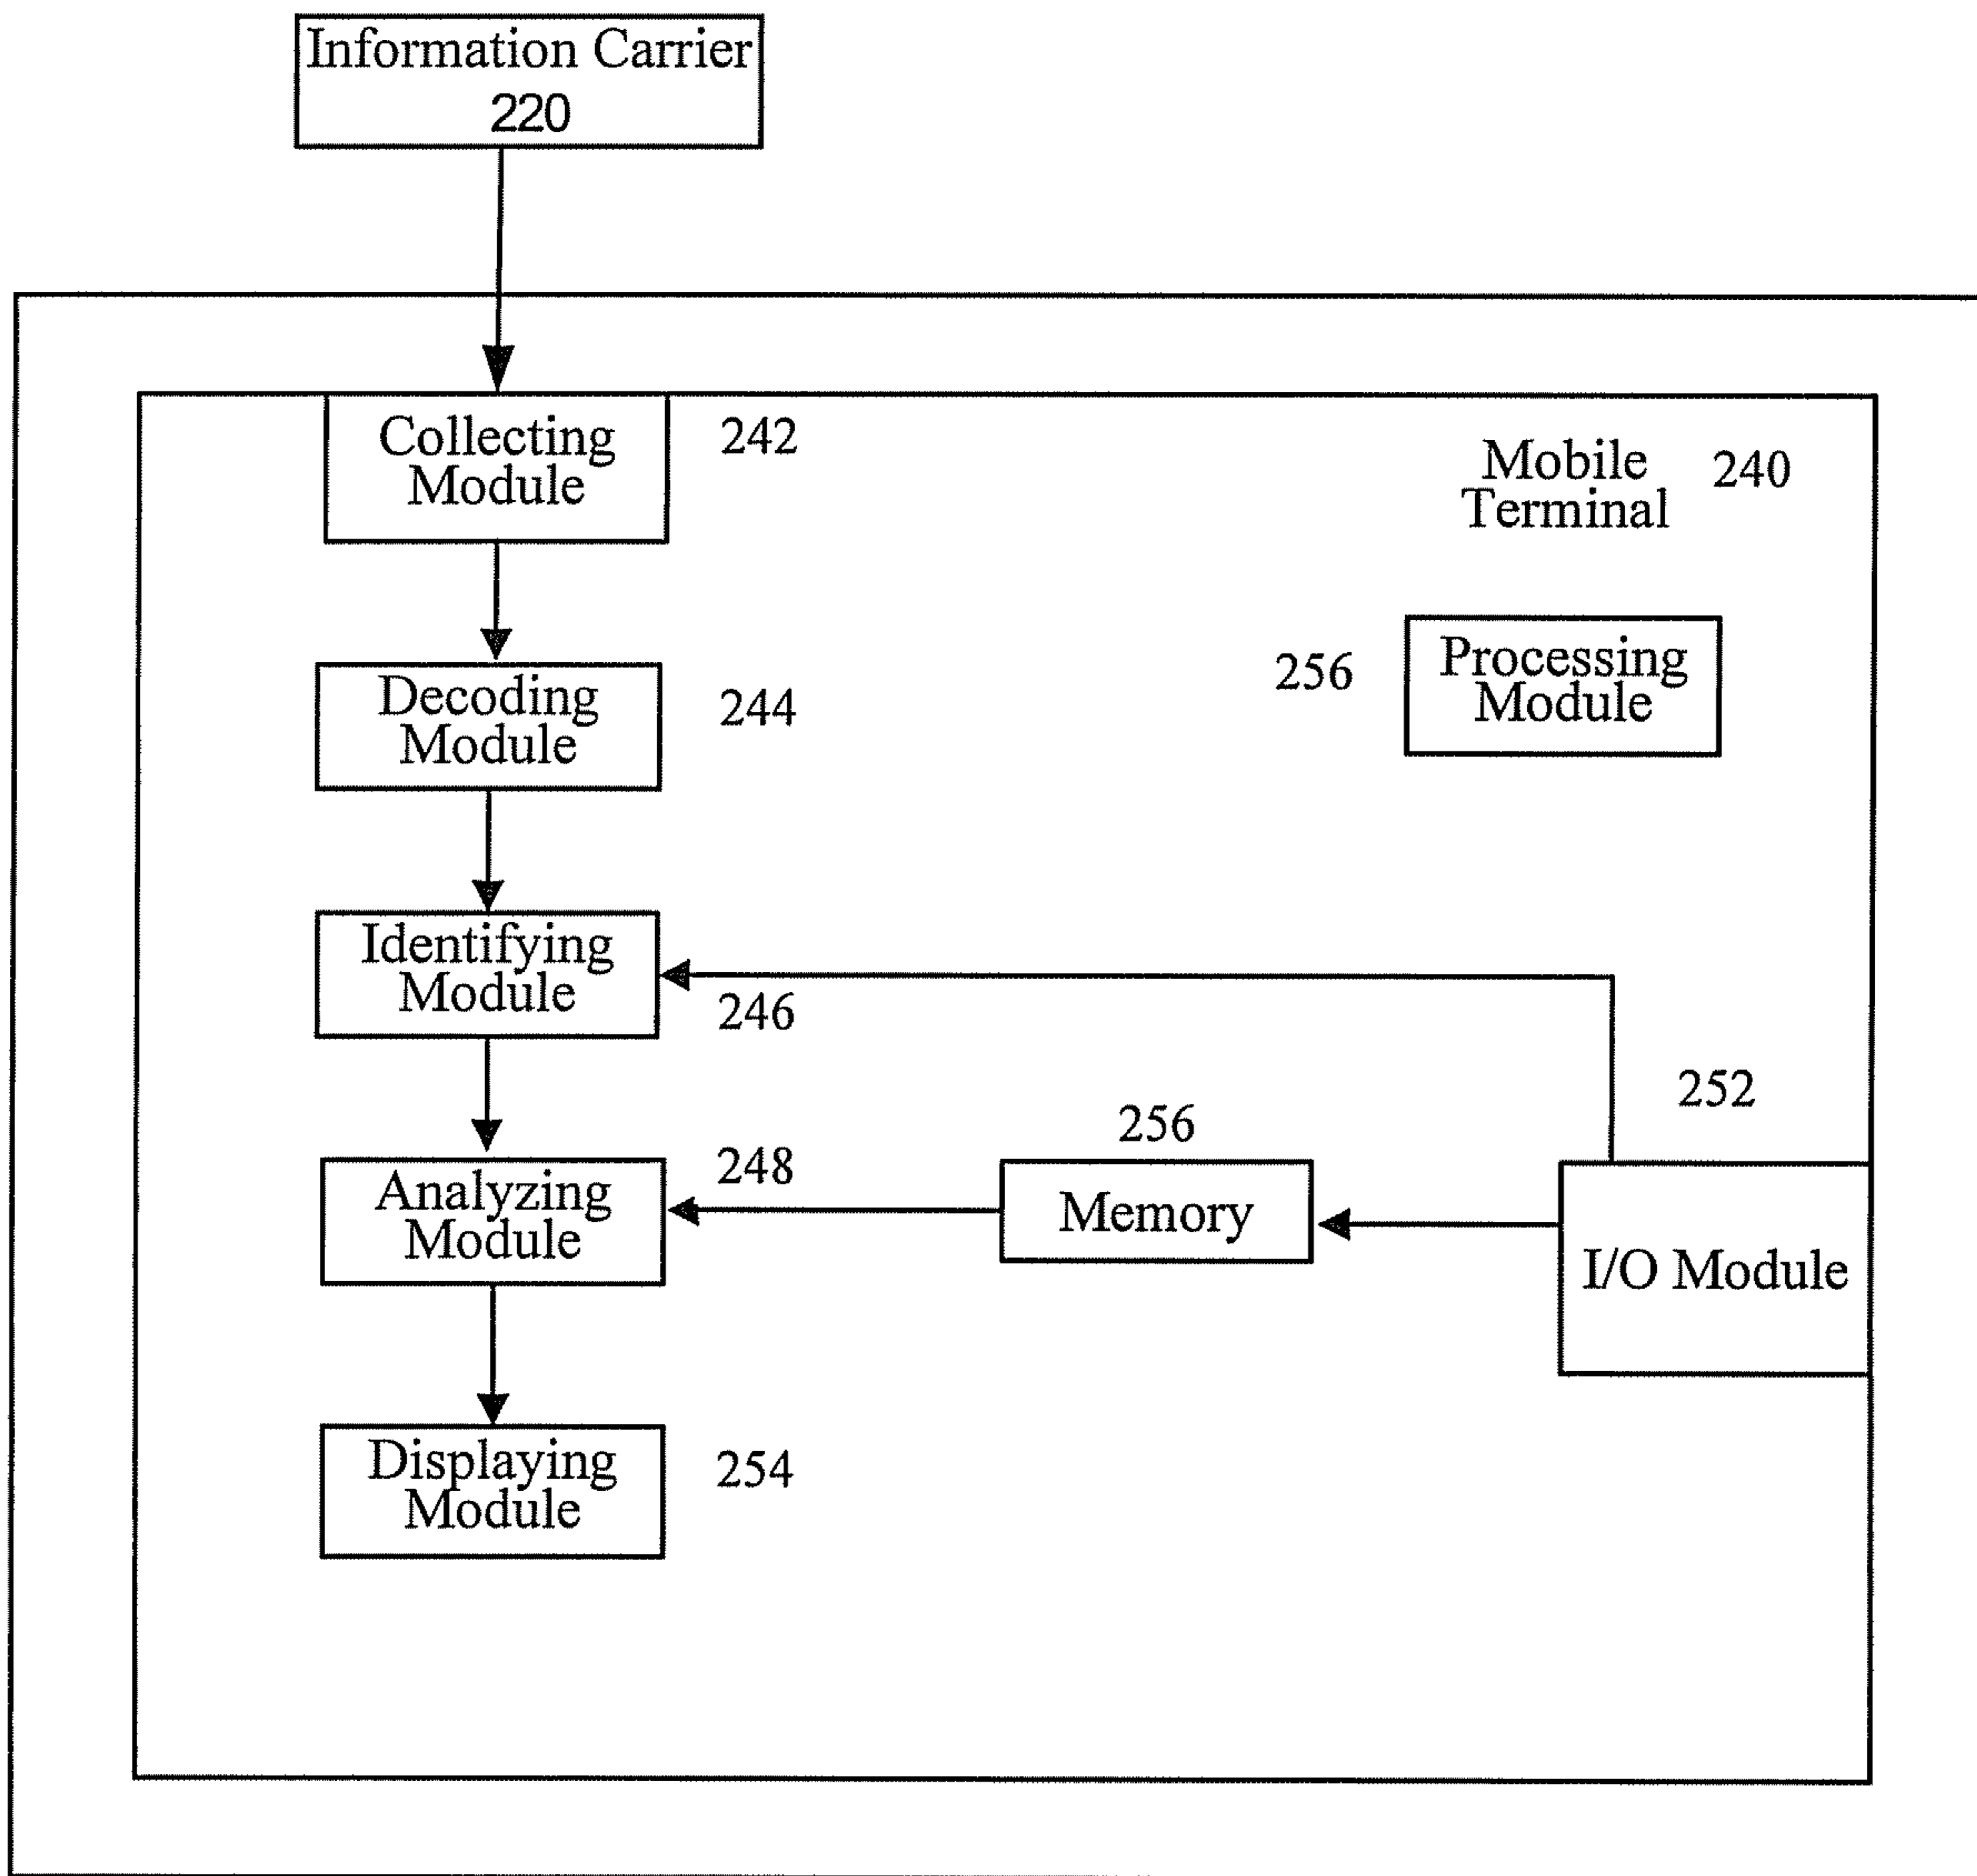 Information Carrier
220
Collecting
Module
242
Mobile
Terminal
240
Decoding
Module
244
256
Processing
Module
Identifying
Module
246
252
Analyzing
Module
248
256
Memory
I/O Module
Displaying
Module
254